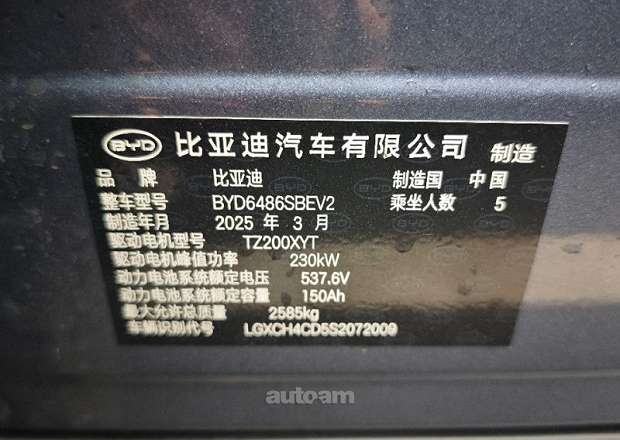 BYD 比亚迪汽车有限公司 制造
品牌 比亚迪 制造国 中国
整车型号 BYD6486SBEV2 乘坐人数 5
制造年月 2025 年 3 月
驱动电机型号 TZ200XYT
驱动电机峰值功率 230kW
动力电池系统额定电压 537.6V
动力电池系统额定容量 150Ah
最大允许总质量 2585kg
车辆识别代号 LGXCH4CD5S2072009
autoam